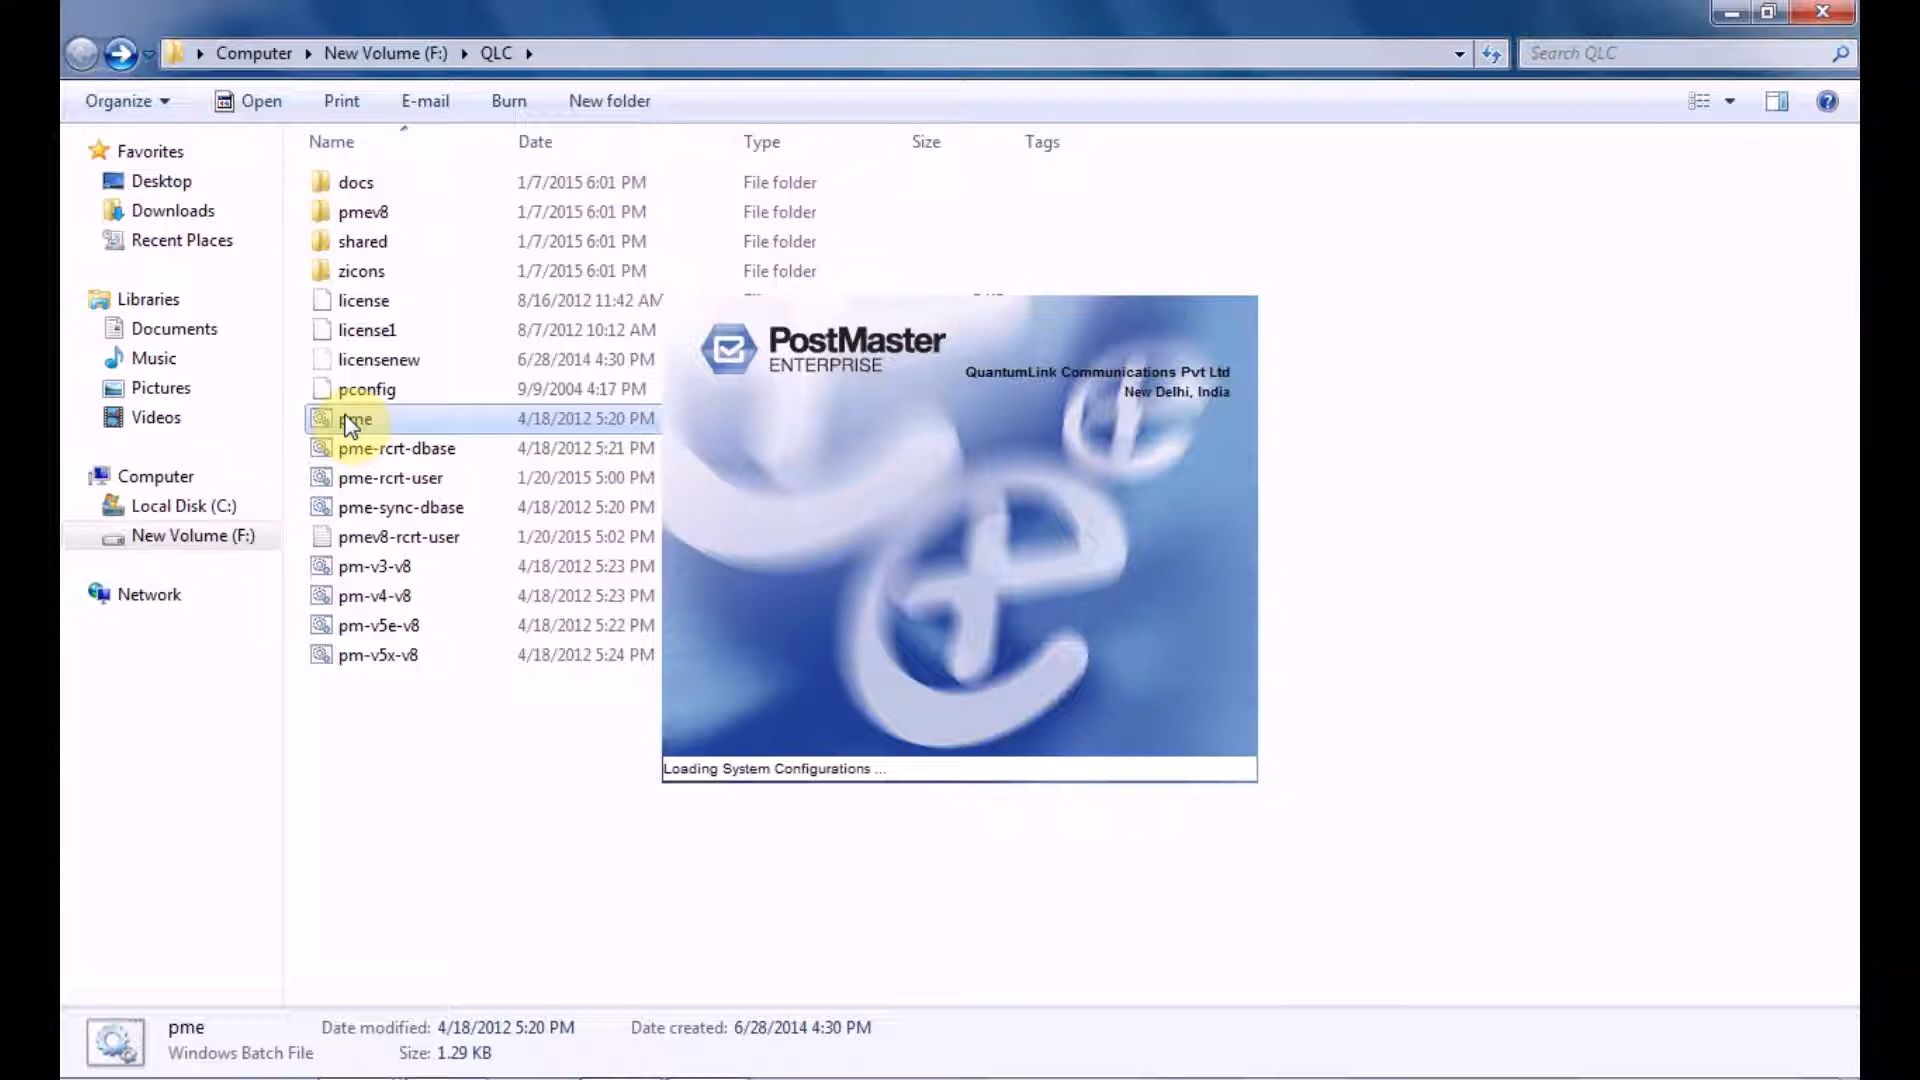 Computer New Volume (F:) QLC
Search QLC
Organize Open Print E-mail Burn New folder
Name Date Type Size Tags
Favorites
Desktop
Downloads
Recent Places
Libraries
Documents
Music
Pictures
Videos
Computer
Local Disk (C:)
New Volume (F:)
Network
docs 1/7/2015 6:01 PM File folder
pmev8 1/7/2015 6:01 PM File folder
shared 1/7/2015 6:01 PM File folder
zicons 1/7/2015 6:01 PM File folder
license 8/16/2012 11:42 AM
license1 8/7/2012 10:12 AM
licensenew 6/28/2014 4:30 PM
pconfig 9/9/2004 4:17 PM
pme 4/18/2012 5:20 PM
pme-rcrt-dbase 4/18/2012 5:21 PM
pme-rcrt-user 1/20/2015 5:00 PM
pme-sync-dbase 4/18/2012 5:20 PM
pmev8-rcrt-user 1/20/2015 5:02 PM
pm-v3-v8 4/18/2012 5:23 PM
pm-v4-v8 4/18/2012 5:23 PM
pm-v5e-v8 4/18/2012 5:22 PM
pm-v5x-v8 4/18/2012 5:24 PM
PostMaster
ENTERPRISE
QuantumLink Communications Pvt Ltd
New Delhi, India
Loading System Configurations ...
pme Date modified: 4/18/2012 5:20 PM Date created: 6/28/2014 4:30 PM
Windows Batch File Size: 1.29 KB